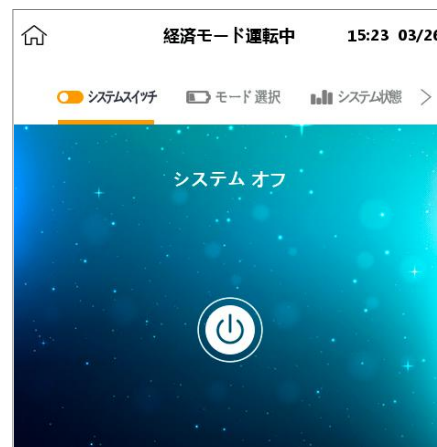 経済モード運転中 15:23 03/26
システムスイッチ モード 選択 システム状態
システム オフ